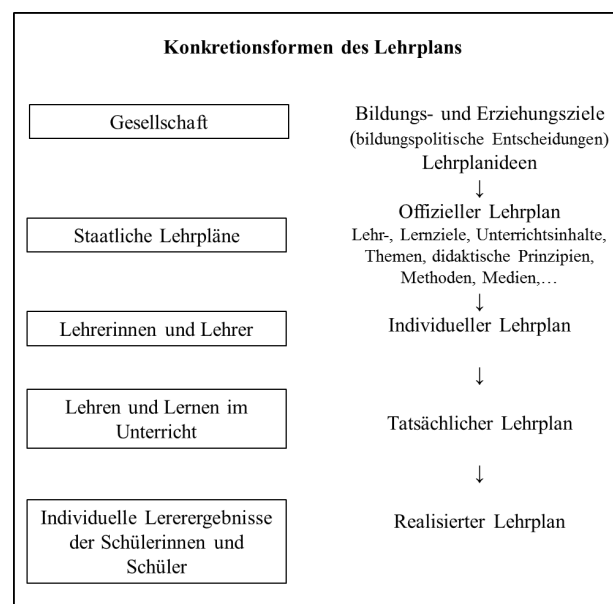 Konkretionsformen des Lehrplans
Gesellschaft
Bildungs- und Erziehungsziele
(bildungspolitische Entscheidungen)
Lehrplanideen
↓
Staatliche Lehrpläne
Offizieller Lehrplan
Lehr-, Lernziele, Unterrichtsinhalte,
Themen, didaktische Prinzipien,
Methoden, Medien,…
↓
Lehrerinnen und Lehrer
Individueller Lehrplan
↓
Lehren und Lernen im
Unterricht
Tatsächlicher Lehrplan
↓
Individuelle Lererergebnisse
der Schülerinnen und
Schüler
Realisierter Lehrplan